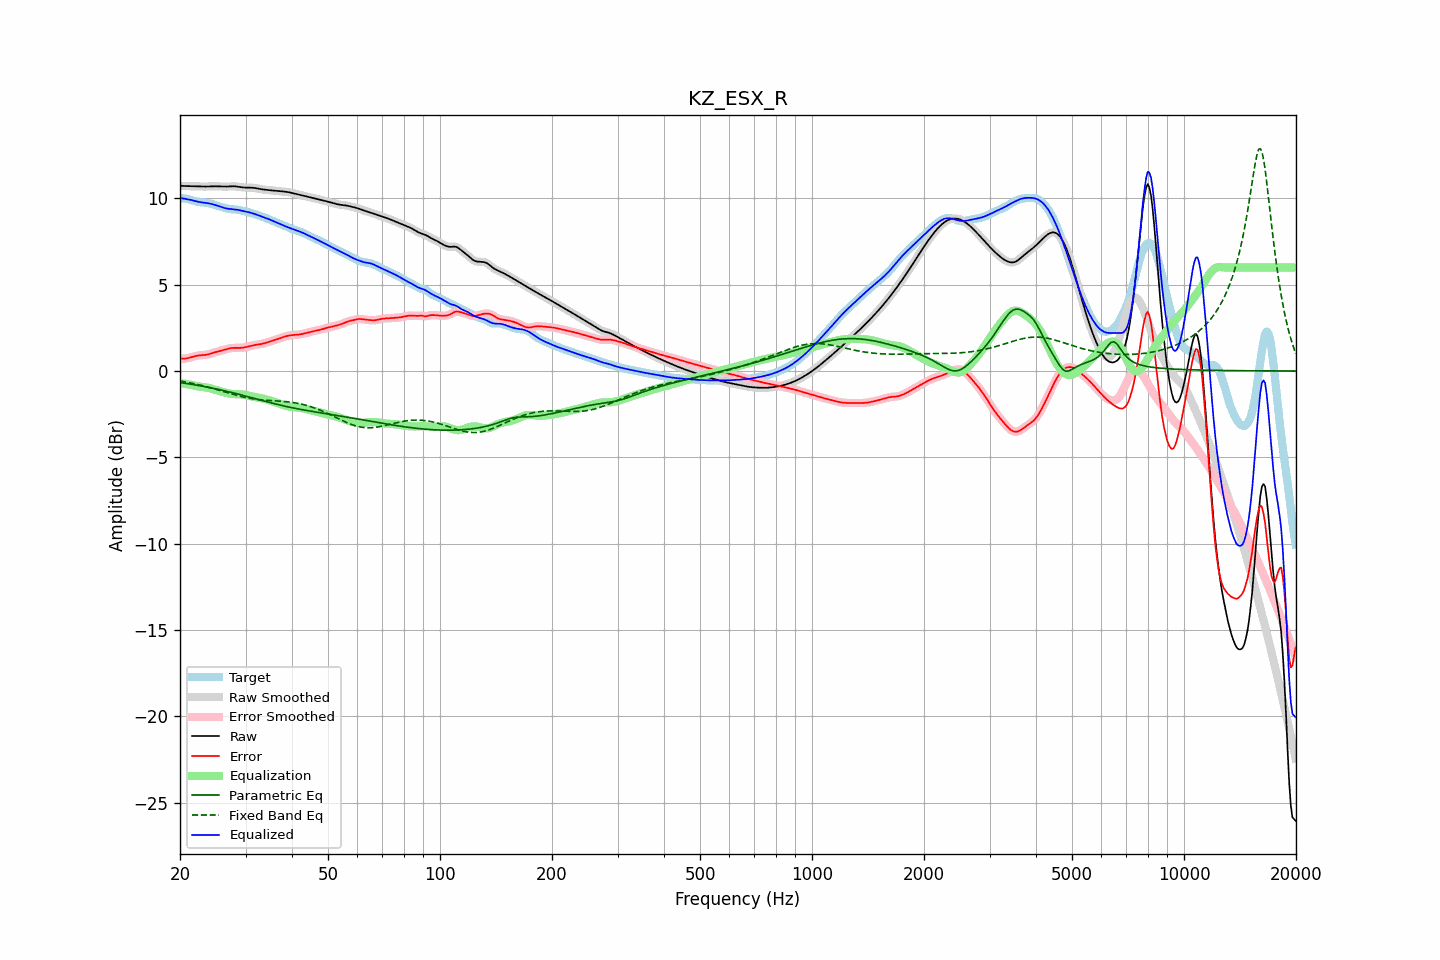 KZ_ESX_R
Amplitude (dBr)
10
5
0
−5
−10
−15
−20
−25
Target
Raw Smoothed
Error Smoothed
Raw
Error
Equalization
Parametric Eq
Fixed Band Eq
Equalized
20 50 100 200 500 1000 2000 5000 10000 20000
Frequency (Hz)